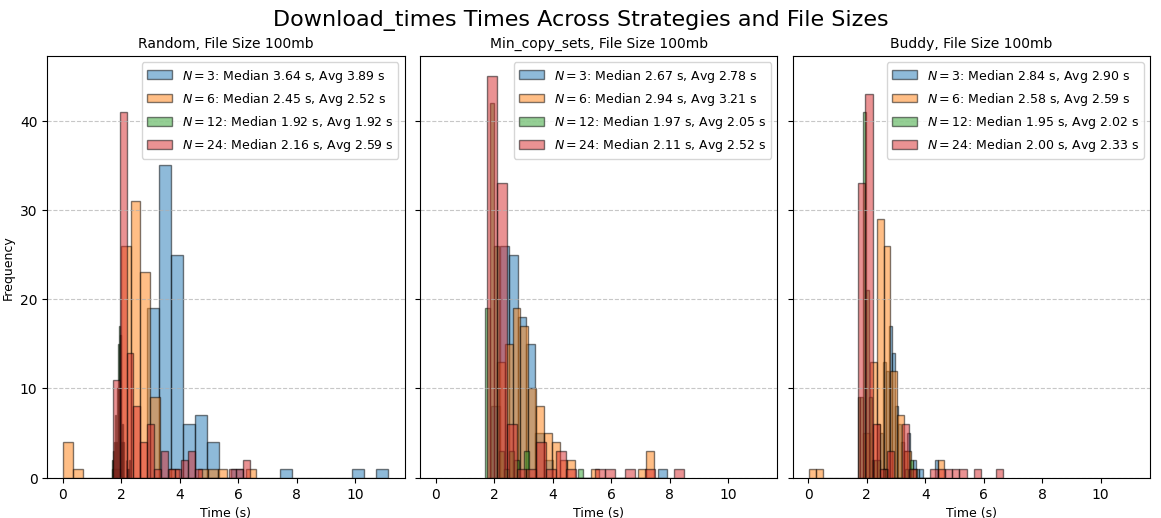 Download_times Times Across Strategies and File Sizes
Random, File Size 100mb
N = 3: Median 3.64 s, Avg 3.89 s
N = 6: Median 2.45 s, Avg 2.52 s
N = 12: Median 1.92 s, Avg 1.92 s
N = 24: Median 2.16 s, Avg 2.59 s
Frequency
0
10
20
30
40
0 2 4 6 8 10
Time (s)
Min_copy_sets, File Size 100mb
N = 3: Median 2.67 s, Avg 2.78 s
N = 6: Median 2.94 s, Avg 3.21 s
N = 12: Median 1.97 s, Avg 2.05 s
N = 24: Median 2.11 s, Avg 2.52 s
0 2 4 6 8 10
Time (s)
Buddy, File Size 100mb
N = 3: Median 2.84 s, Avg 2.90 s
N = 6: Median 2.58 s, Avg 2.59 s
N = 12: Median 1.95 s, Avg 2.02 s
N = 24: Median 2.00 s, Avg 2.33 s
0 2 4 6 8 10
Time (s)